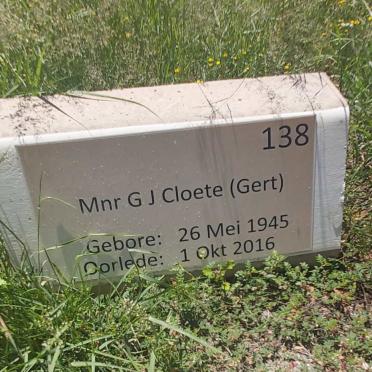 138
Mnr G J Cloete (Gert)
Gebore: 26 Mei 1945
Oorlede: 1 Okt 2016